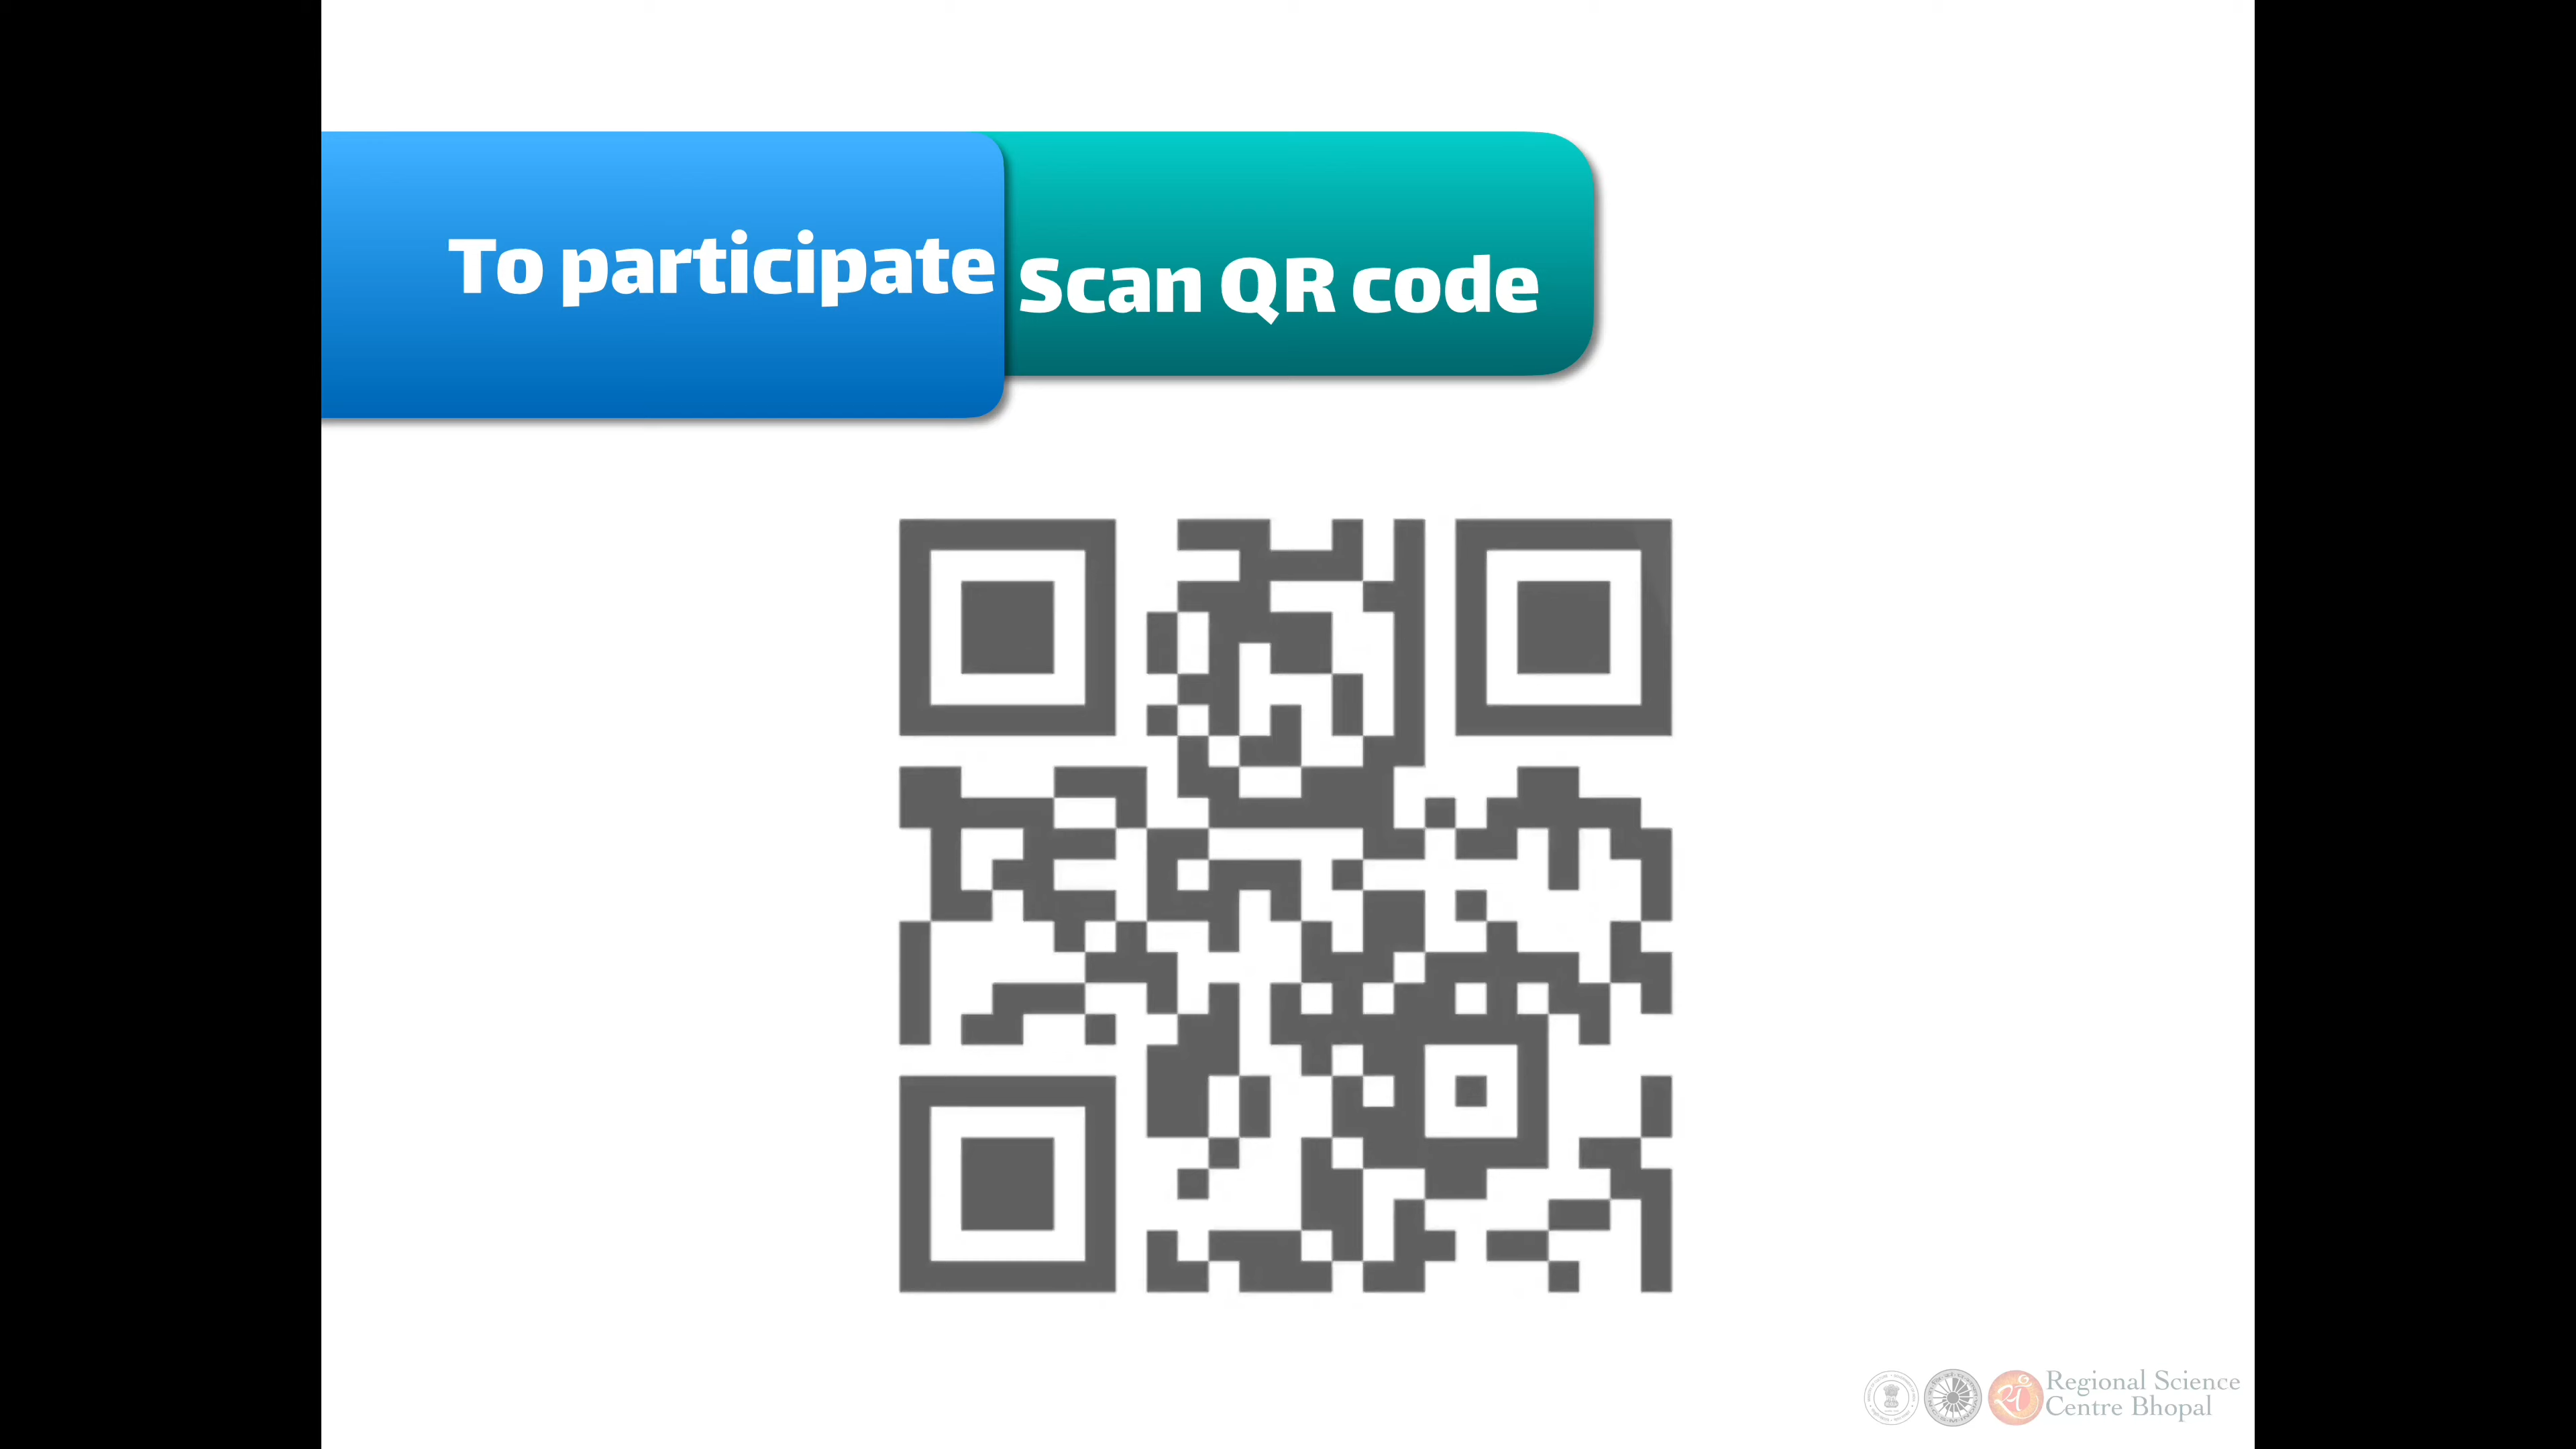 To participate
Scan QR code
Regional Science
Centre Bhopal